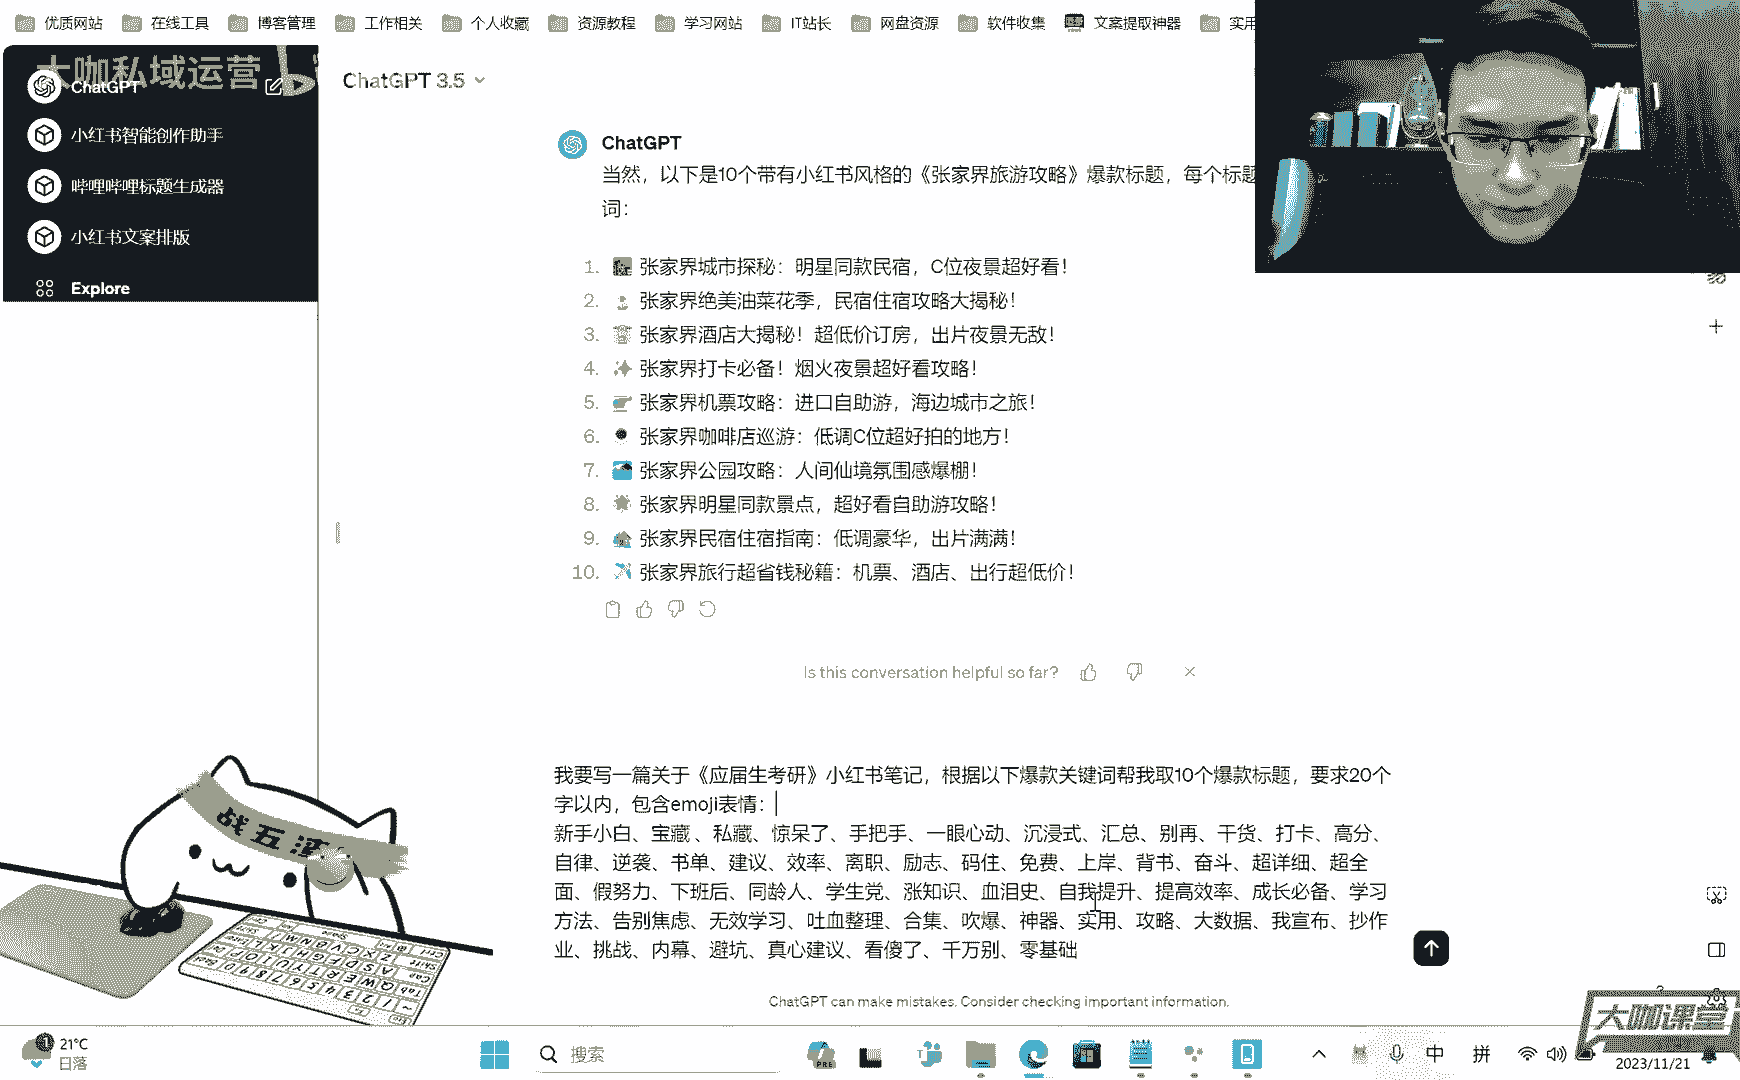 优质网站
在线工具
博客管理
工作相关
个人收藏
资源教程
学习网站
IT站长
网盘资源
软件收集
文案提取神器
实用
大咖私域运营
ChatGPT
小红书智能创作助手
哔哩哔哩标题生成器
小红书文案排版
Explore
ChatGPT 3.5
ChatGPT
当然，以下是10个带有小红书风格的《张家界旅游攻略》爆款标题，每个标题
词：
1. 张家界城市探秘：明星同款民宿，C位夜景超好看！
2. 张家界绝美油菜花季，民宿住宿攻略大揭秘！
3. 张家界酒店大揭秘！超低价订房，出片夜景无敌！
4. 张家界打卡必备！烟火夜景超好看攻略！
5. 张家界机票攻略：进口自助游，海边城市之旅！
6. 张家界咖啡店巡游：低调C位超好拍的地方！
7. 张家界公园攻略：人间仙境氛围感爆棚！
8. 张家界明星同款景点，超好看自助游攻略！
9. 张家界民宿住宿指南：低调豪华，出片满满！
10. 张家界旅行超省钱秘籍：机票、酒店、出行超低价！
Is this conversation helpful so far?
我要写一篇关于《应届生考研》小红书笔记，根据以下爆款关键词帮我取10个爆款标题，要求20个
字以内，包含emoji表情：
新手小白、宝藏 、私藏、惊呆了、手把手、一眼心动、沉浸式、汇总、别再、干货、打卡、高分、
自律、逆袭、书单、建议、效率、离职、励志、码住、免费、上岸、背书、奋斗、超详细、超全
面、假努力、下班后、同龄人、学生党、涨知识、血泪史、自我提升、提高效率、成长必备、学习
方法、告别焦虑、无效学习、吐血整理、合集、吹爆、神器、实用、攻略、大数据、我宣布、抄作
业、挑战、内幕、避坑、真心建议、看傻了、千万别、零基础
ChatGPT can make mistakes. Consider checking important information.
大咖课堂
21°C
日落
搜索
PRE
中
拼
2023/11/21